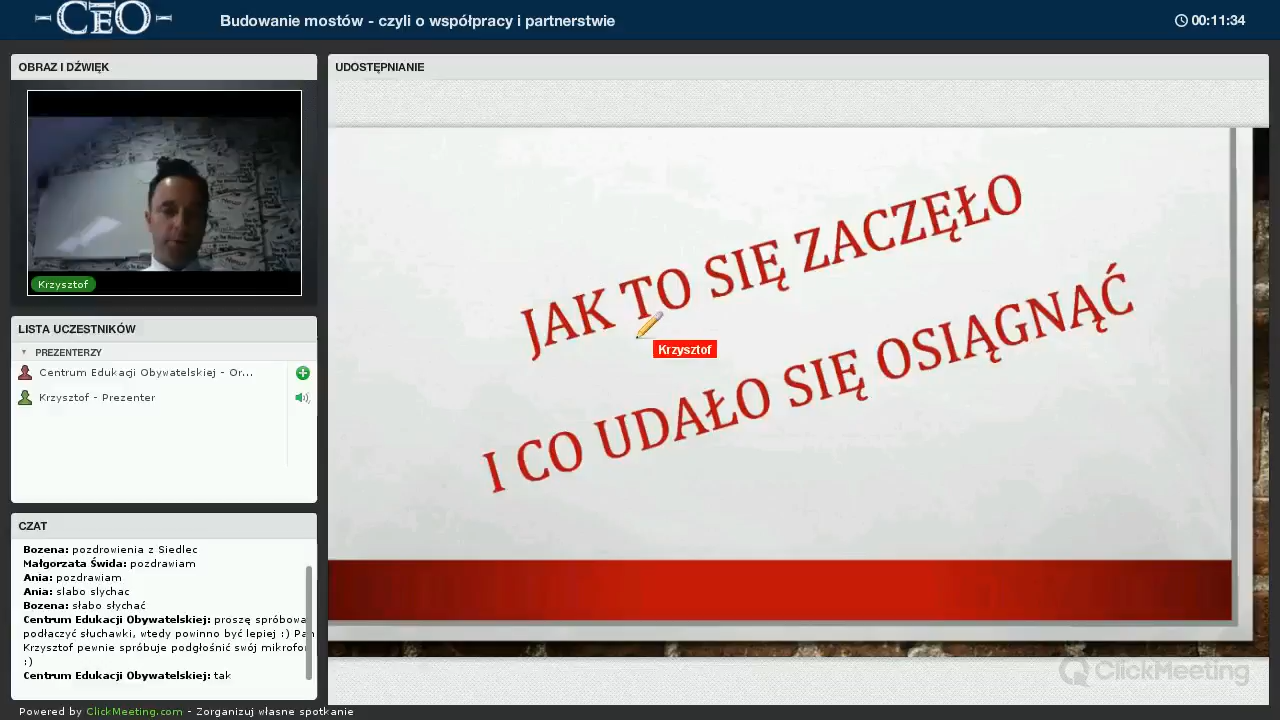 CEO
Budowanie mostów - czyli o współpracy i partnerstwie
00:11:34
OBRAZ I DŹWIĘK
Krzysztof
LISTA UCZESTNIKÓW
PREZENTERZY
Centrum Edukacji Obywatelskiej - Or...
Krzysztof - Prezenter
CZAT
Bozena: pozdrowienia z Siedlec
Małgorzata Świda: pozdrawiam
Ania: pozdrawiam
Ania: slabo slychac
Bozena: słabo słychać
Centrum Edukacji Obywatelskiej: proszę spróbowa
podłaczyć słuchawki, wtedy powinno być lepiej :) Pan
Krzysztof pewnie spróbuje podgłośnić swój mikrofon
:)
Centrum Edukacji Obywatelskiej: tak
UDOSTĘPNIANIE
JAK TO SIĘ ZACZĘŁO
Krzysztof
I CO UDAŁO SIĘ OSIĄGNĄĆ
ClickMeeting
Powered by ClickMeeting.com - Zorganizuj własne spotkanie